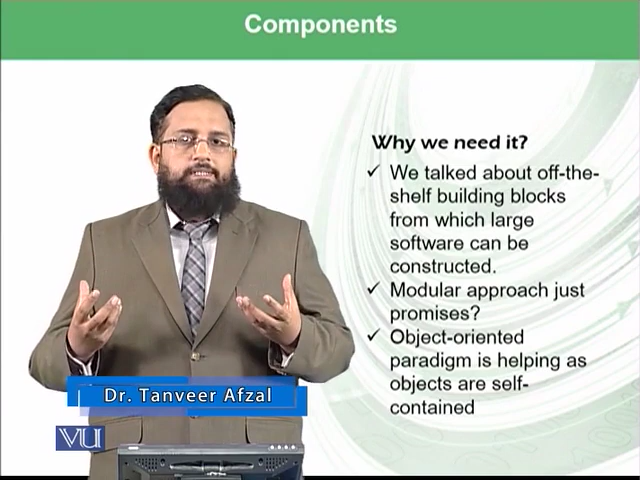 Components
Why we need it?
We talked about off-the-
shelf building blocks
from which large
software can be
constructed.
Modular approach just
promises?
Object-oriented
paradigm is helping as
objects are self-
contained
Dr. Tanveer Afzal
VU